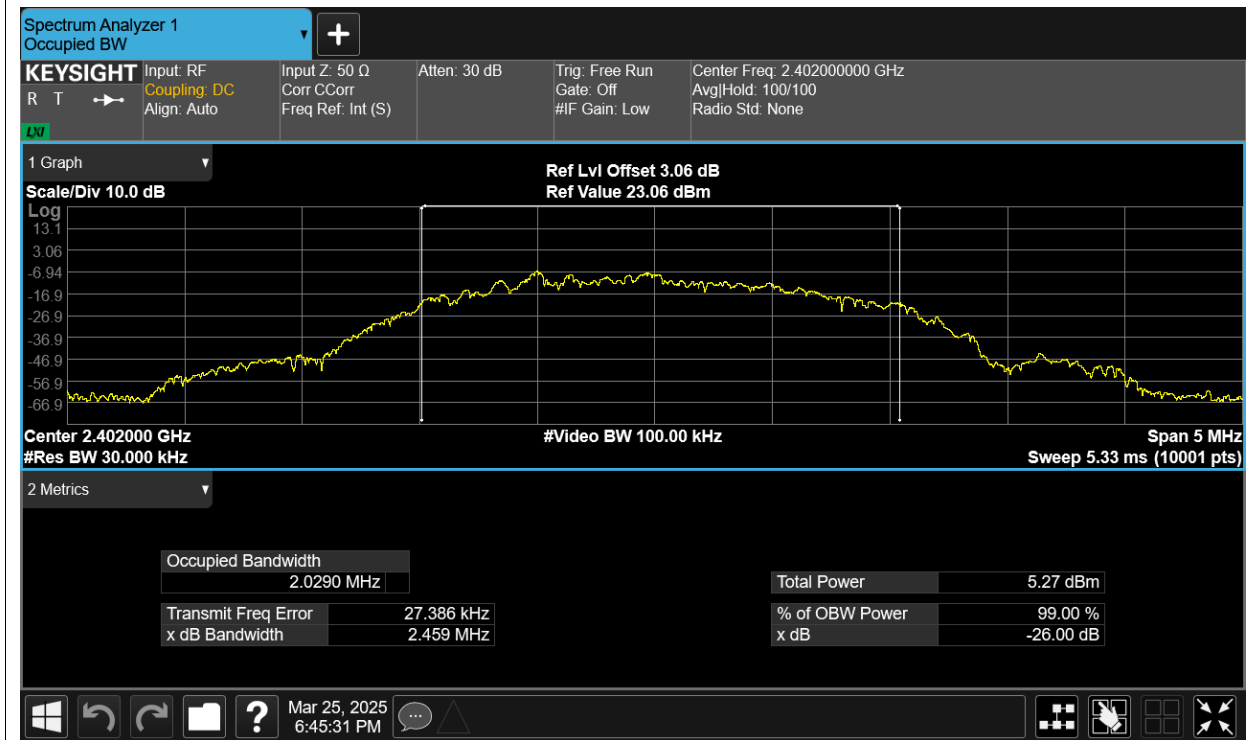 Spectrum Analyzer 1
Occupied BW
KEYSIGHT
R T
LXI
Input: RF
Coupling: DC
Align: Auto
Input Z: 50 Ω
Corr CCorr
Freq Ref: Int (S)
Atten: 30 dB
Trig: Free Run
Gate: Off
#IF Gain: Low
Center Freq: 2.402000000 GHz
Avg|Hold: 100/100
Radio Std: None
1 Graph
Scale/Div 10.0 dB
Ref Lvl Offset 3.06 dB
Ref Value 23.06 dBm
Log
13.1
3.06
-6.94
-16.9
-26.9
-36.9
-46.9
-56.9
-66.9
Center 2.402000 GHz
#Video BW 100.00 kHz
Span 5 MHz
#Res BW 30.000 kHz
Sweep 5.33 ms (10001 pts)
2 Metrics
Occupied Bandwidth
2.0290 MHz
Total Power 5.27 dBm
Transmit Freq Error 27.386 kHz
% of OBW Power 99.00 %
x dB Bandwidth 2.459 MHz
x dB -26.00 dB
?
Mar 25, 2025
6:45:31 PM